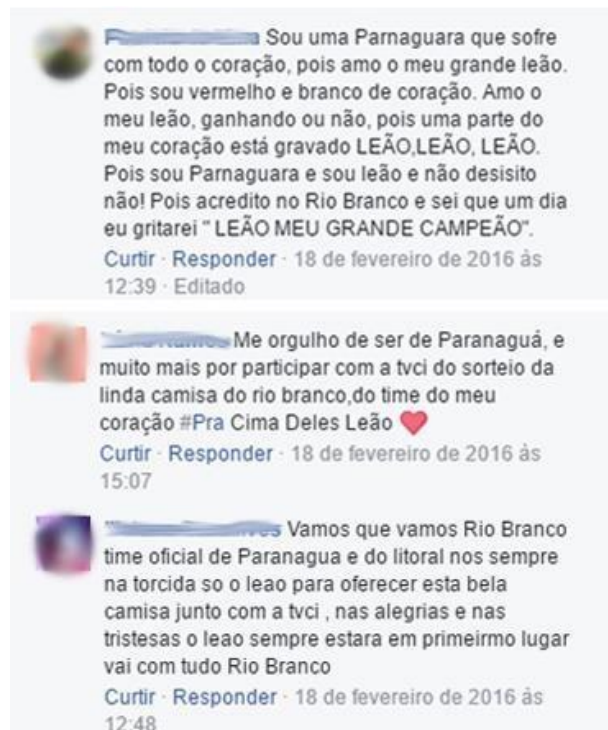 Sou uma Parnaguara que sofre
com todo o coração, pois amo o meu grande leão.
Pois sou vermelho e branco de coração. Amo o
meu leão, ganhando ou não, pois uma parte do
meu coração está gravado LEÃO,LEÃO, LEÃO.
Pois sou Parnaguara e sou leão e não desisito
não! Pois acredito no Rio Branco e sei que um dia
eu gritarei " LEÃO MEU GRANDE CAMPEÃO".
Curtir · Responder · 18 de fevereiro de 2016 às
12:39 · Editado
Me orgulho de ser de Paranaguá, e
muito mais por participar com a tvci do sorteio da
linda camisa do rio branco,do time do meu
coração #Pra Cima Deles Leão ❤
Curtir · Responder · 18 de fevereiro de 2016 às
15:07
Vamos que vamos Rio Branco
time oficial de Paranagua e do litoral nos sempre
na torcida so o leao para oferecer esta bela
camisa junto com a tvci , nas alegrias e nas
tristesas o leao sempre estara em primeirmo lugar
vai com tudo Rio Branco
Curtir · Responder · 18 de fevereiro de 2016 às
12:48